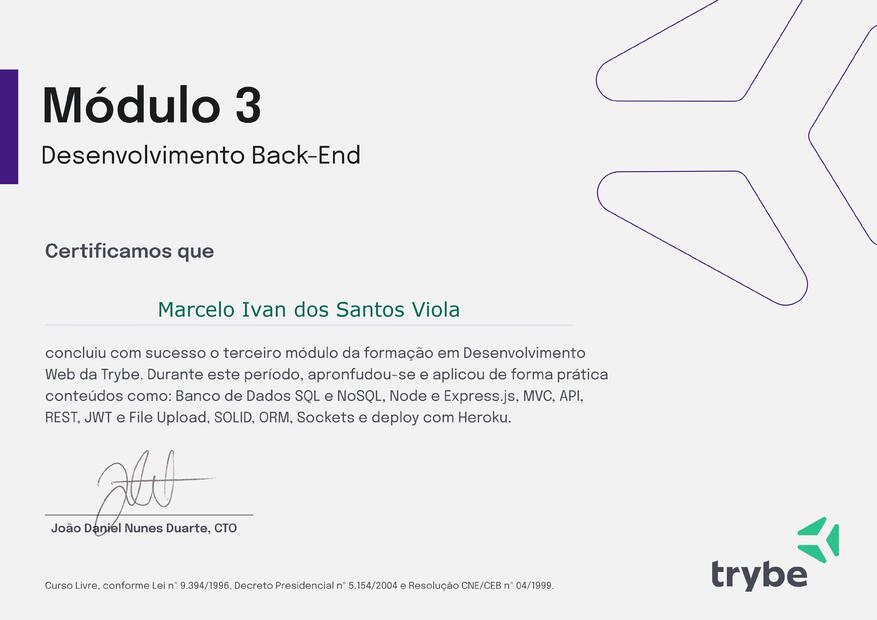 Módulo 3
Desenvolvimento Back-End
Certificamos que
Marcelo Ivan dos Santos Viola
concluiu com sucesso o terceiro módulo da formação em Desenvolvimento
Web da Trybe. Durante este período, apronfudou-se e aplicou de forma prática
conteúdos como: Banco de Dados SQL e NoSQL, Node e Express.js, MVC, API,
REST, JWT e File Upload, SOLID, ORM, Sockets e deploy com Heroku.
João Daniel Nunes Duarte, CTO
Curso Livre, conforme Lei n° 9.394/1996, Decreto Presidencial n° 5.154/2004 e Resolução CNE/CEB n° 04/1999.
trybe